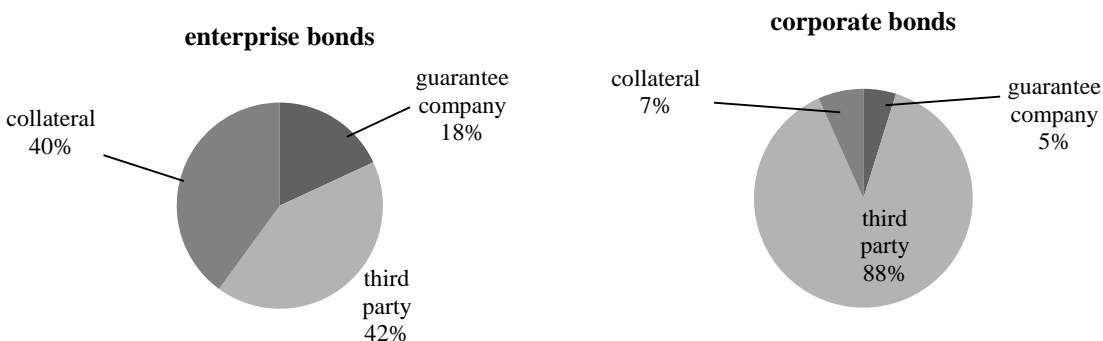 enterprise bonds
guarantee
company
18%
collateral
40%
third
party
42%
corporate bonds
collateral
7%
guarantee
company
5%
third
party
88%